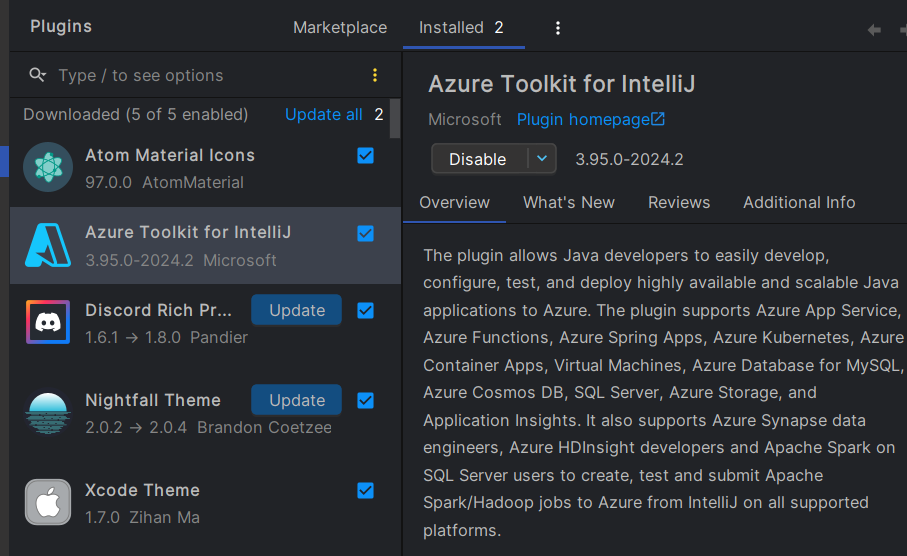 Plugins
Marketplace
Installed 2
Type / to see options
Downloaded (5 of 5 enabled)
Update all 2
Atom Material Icons
97.0.0 AtomMaterial
Azure Toolkit for IntelliJ
3.95.0-2024.2 Microsoft
Discord Rich Pr...
Update
1.6.1 → 1.8.0 Pandier
Nightfall Theme
Update
2.0.2 → 2.0.4 Brandon Coetzee
Xcode Theme
1.7.0 Zihan Ma
Azure Toolkit for IntelliJ
Microsoft Plugin homepage
Disable
3.95.0-2024.2
Overview
What's New
Reviews
Additional Info
The plugin allows Java developers to easily develop,
configure, test, and deploy highly available and scalable Java
applications to Azure. The plugin supports Azure App Service,
Azure Functions, Azure Spring Apps, Azure Kubernetes, Azure
Container Apps, Virtual Machines, Azure Database for MySQL,
Azure Cosmos DB, SQL Server, Azure Storage, and
Application Insights. It also supports Azure Synapse data
engineers, Azure HDInsight developers and Apache Spark on
SQL Server users to create, test and submit Apache
Spark/Hadoop jobs to Azure from IntelliJ on all supported
platforms.